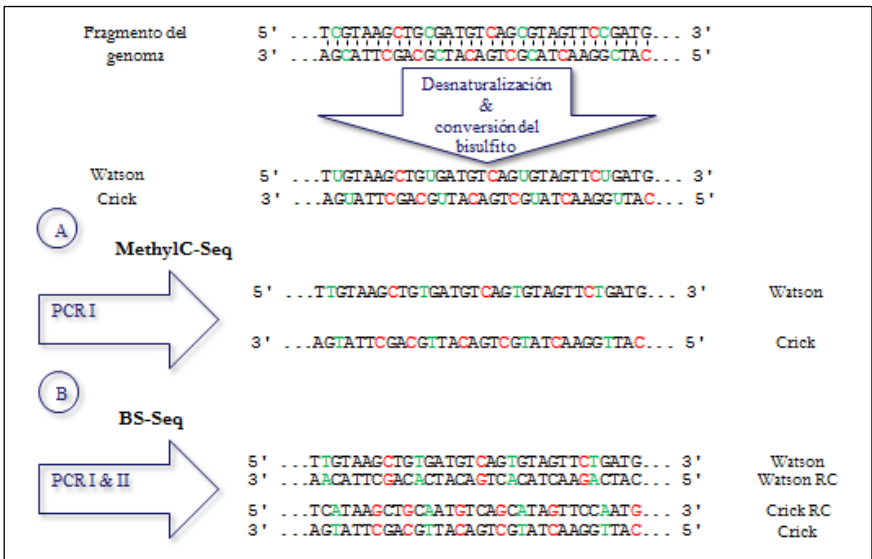 Fragmento del genoma
5' ...TCGTAAGCTGCGATGTCAGCGTAGTTCCGATG... 3'
3' ...AGCATTCGACGCTACAGTCGCATCAAGGCTAC... 5'
Desnaturalización
&
conversión del
bisulfito
Watson 5' ...TUGTAAGCTGUGATGTCAGUGTAGTTCUGATG... 3'
Crick 3' ...AGUATTCGACGUTACAGTCGUATCAAGGUTAC... 5'
A
MethylC-Seq
PCR I
5' ...TTGTAAGCTGTGATGTCAGTGTAGTTCTGATG... 3' Watson
3' ...AGTATTCGACGTTACAGTCGTATCAAGGTTAC... 5' Crick
B
BS-Seq
PCR I & II
5' ...TTGTAAGCTGTGATGTCAGTGTAGTTCTGATG... 3' Watson
3' ...AACATTCGACACTACAGTCACATCAAGACTAC... 5' Watson RC
5' ...TCATAAGCTGCAATGTCAGCATAGTTCCAATG... 3' Crick RC
3' ...AGTATTCGACGTTACAGTCGTATCAAGGTTAC... 5' Crick